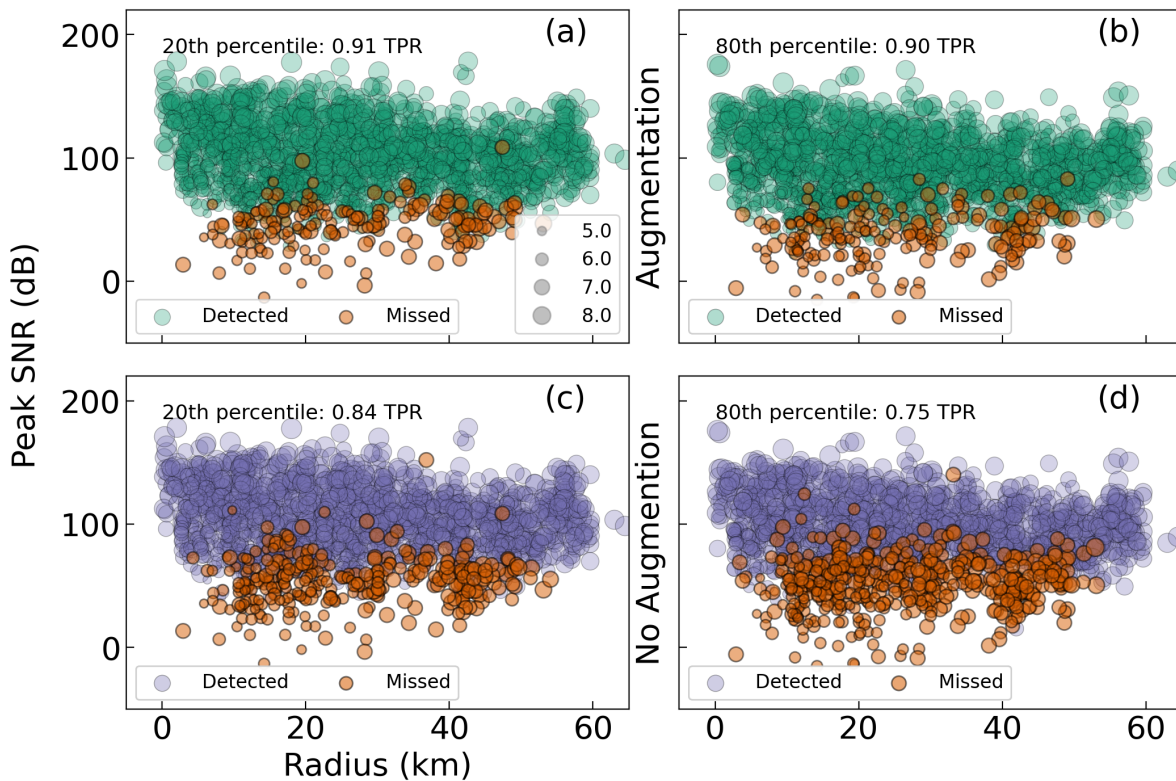 (a)
20th percentile: 0.91 TPR
200
100
0
5.0
6.0
7.0
8.0
Detected Missed
(b)
80th percentile: 0.90 TPR
Augmentation
Detected Missed
Peak SNR (dB)
(c)
20th percentile: 0.84 TPR
200
100
0
Detected Missed
0 20 40 60
Radius (km)
(d)
80th percentile: 0.75 TPR
No Augmention
Detected Missed
0 20 40 60